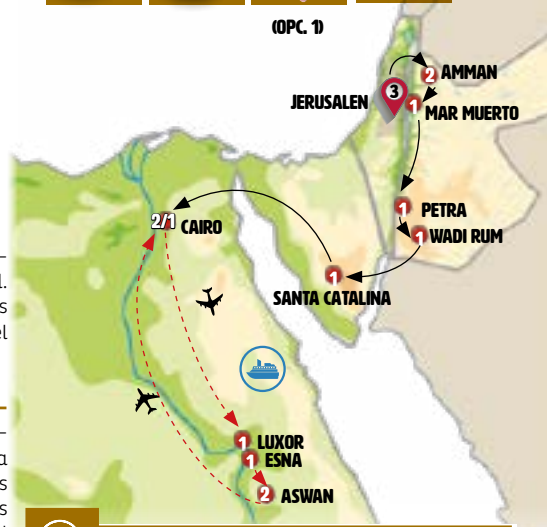 (OPC. 1)
2 AMMAN
JERUSALEN 3
1 MAR MUERTO
1 PETRA
1 WADI RUM
2/1 CAIRO
1
SANTA CATALINA
l.
s
el
1 LUXOR
1 ESNA
2 ASWAN
a
s
s